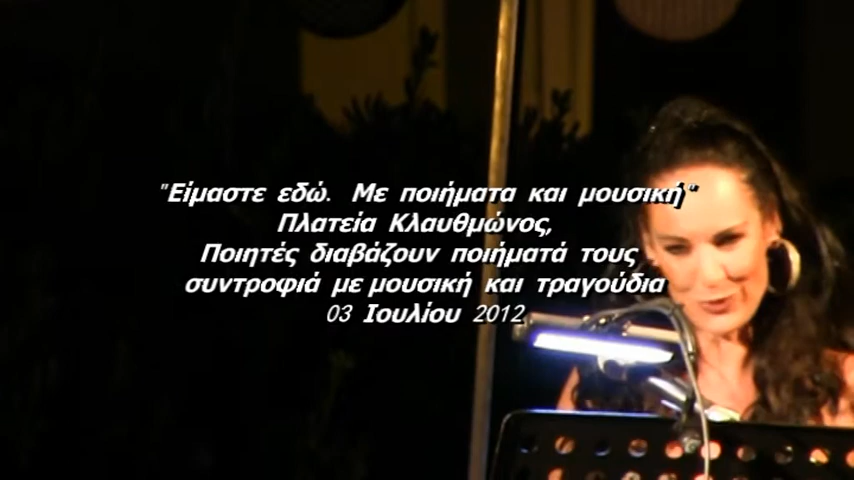 "Είμαστε εδώ. Με ποιήματα και μουσική"
Πλατεία Κλαυθμώνος,
Ποιητές διαβάζουν ποιήματά τους
συντροφιά με μουσική και τραγούδια
03 Ιουλίου 2012